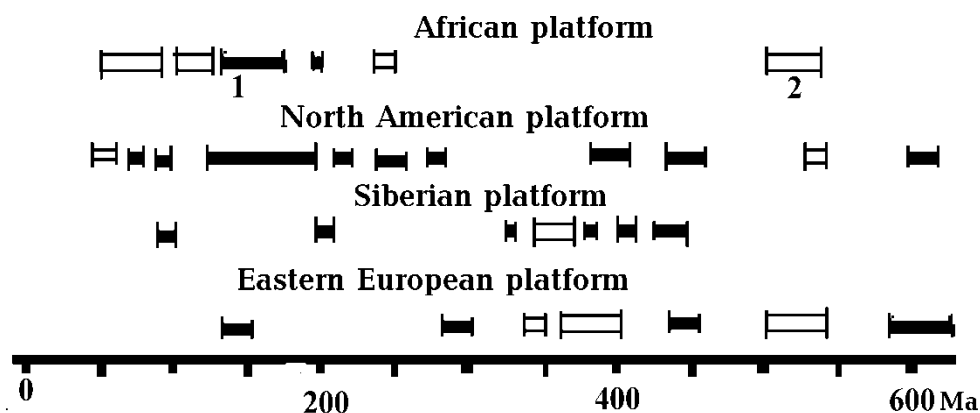 African platform
1 2
North American platform
Siberian platform
Eastern European platform
0 200 400 600 Ma